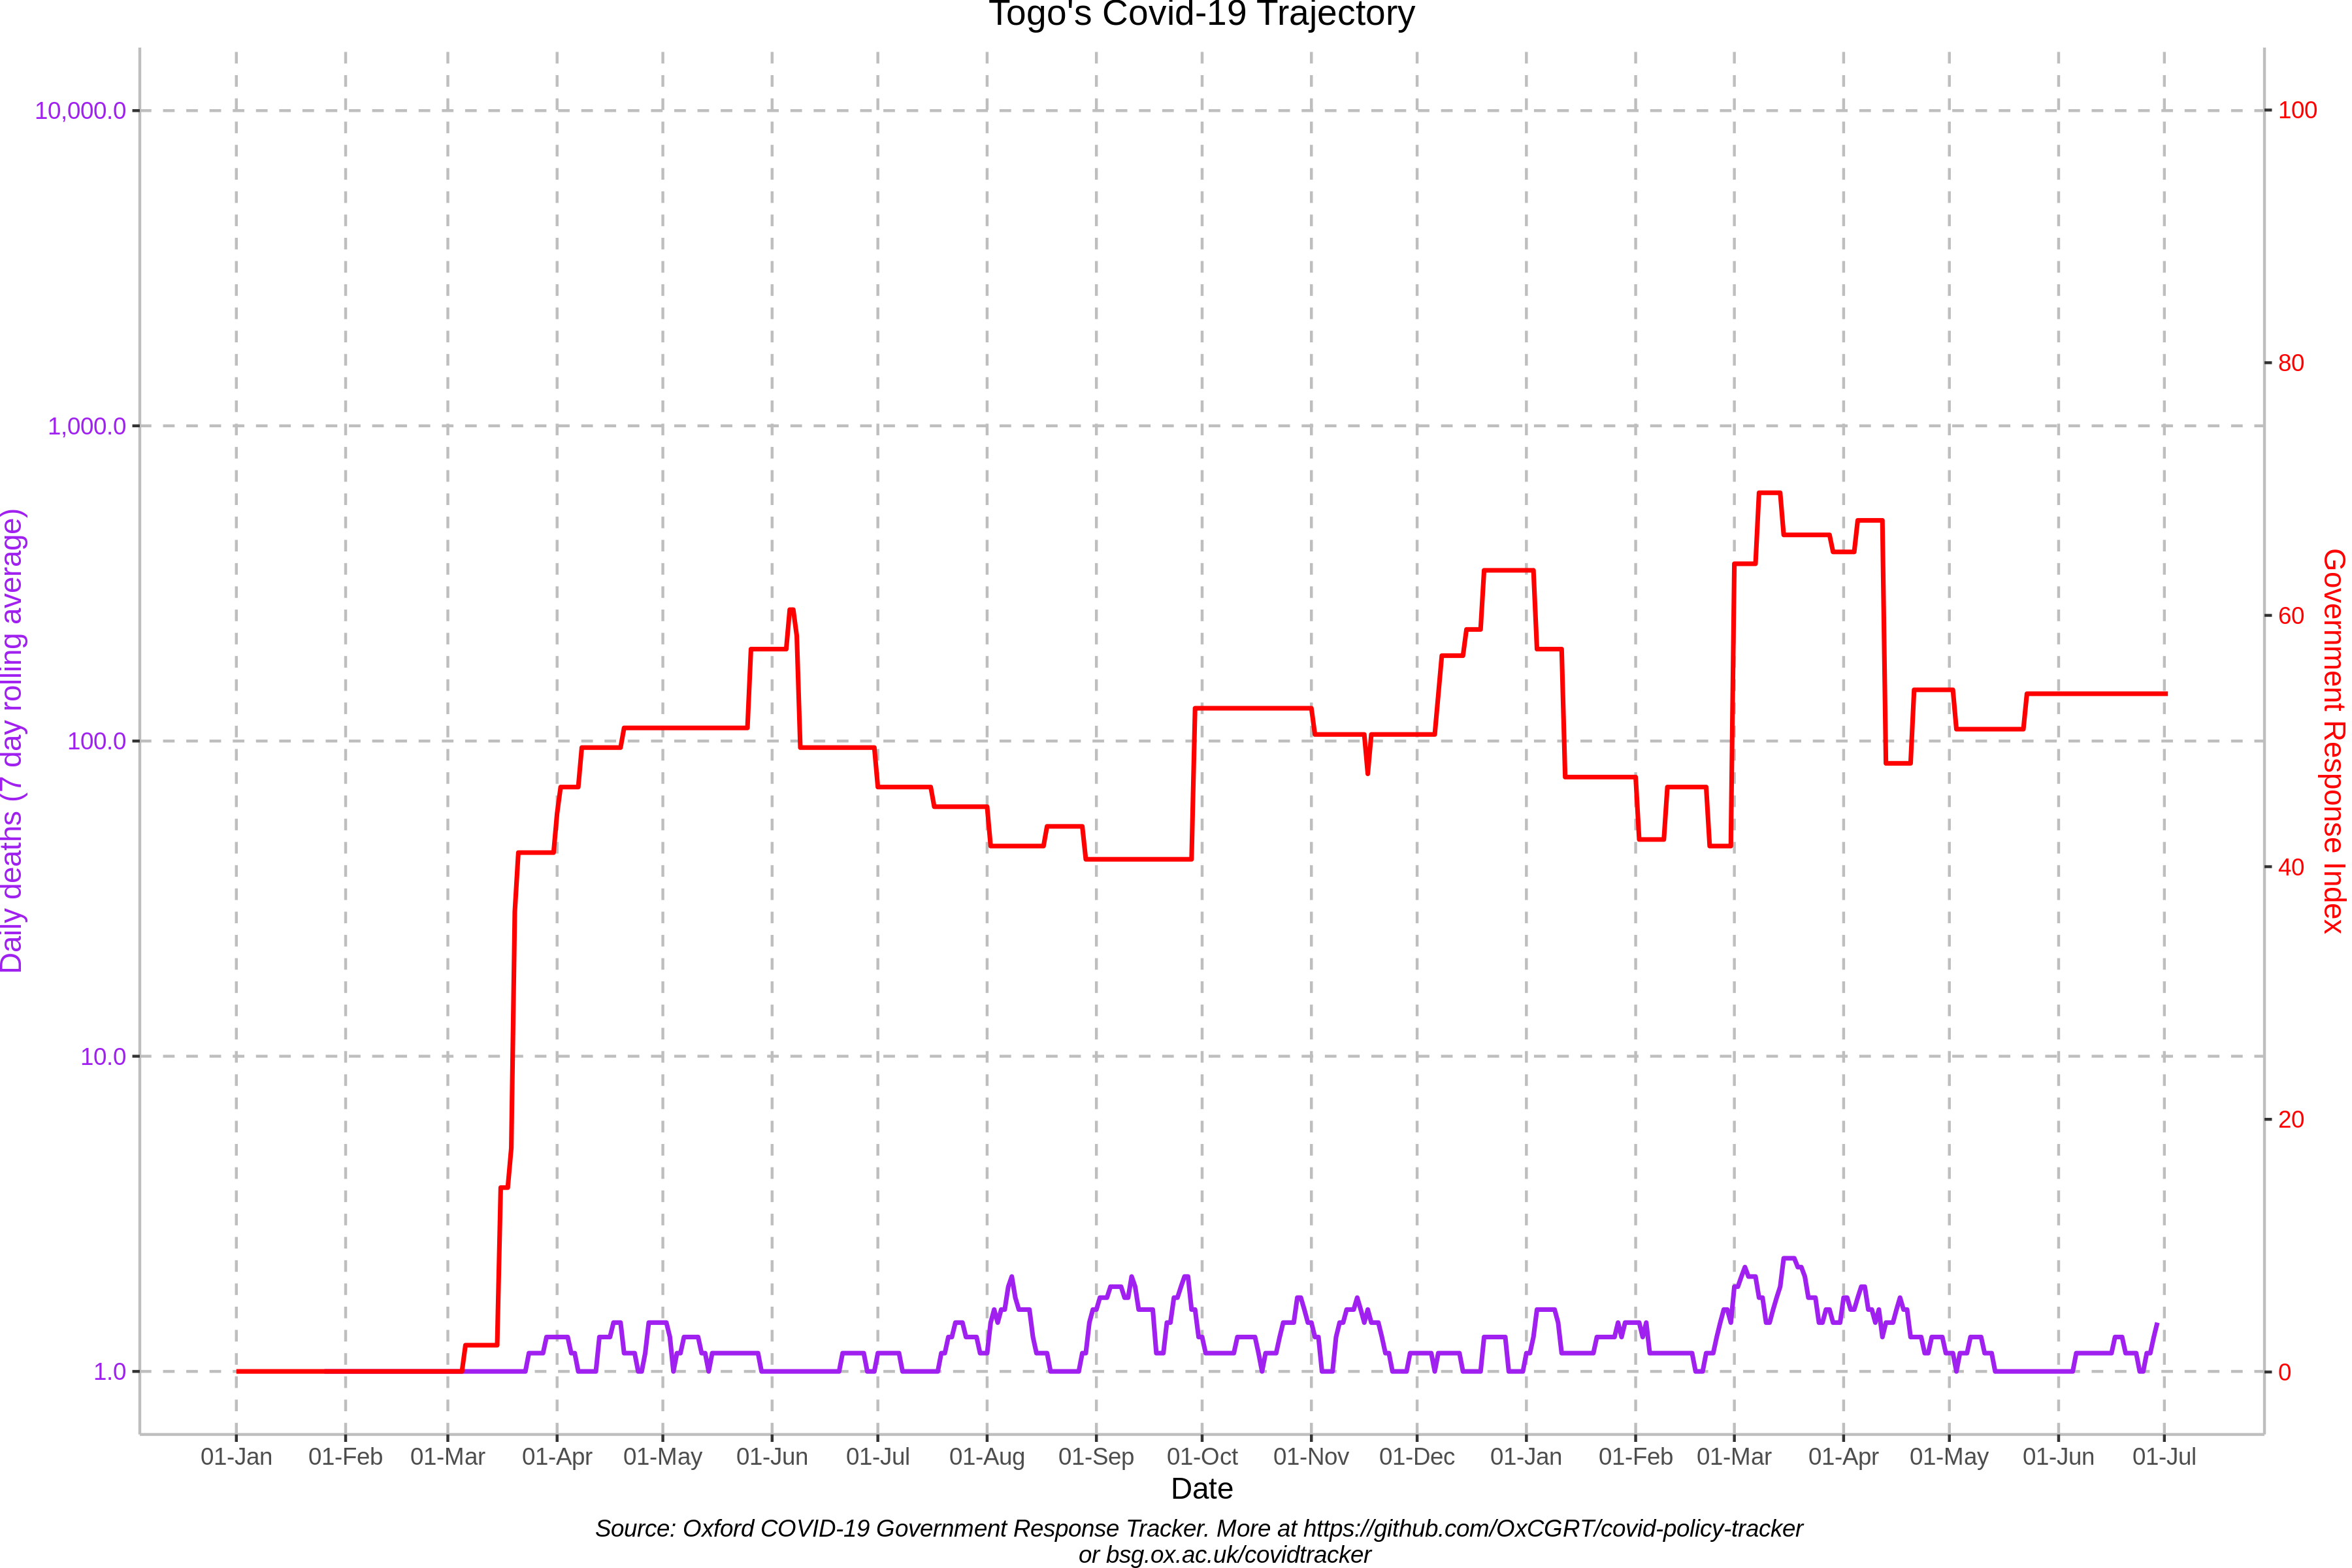 Togo's Covid-19 Trajectory
10,000.0
1,000.0
100.0
10.0
1.0
Daily deaths (7 day rolling average)
100
80
60
40
20
0
Government Response Index
01-Jan 01-Feb 01-Mar 01-Apr 01-May 01-Jun 01-Jul 01-Aug 01-Sep 01-Oct 01-Nov 01-Dec 01-Jan 01-Feb 01-Mar 01-Apr 01-May 01-Jun 01-Jul
Date
Source: Oxford COVID-19 Government Response Tracker. More at https://github.com/OxCGRT/covid-policy-tracker
or bsg.ox.ac.uk/covidtracker